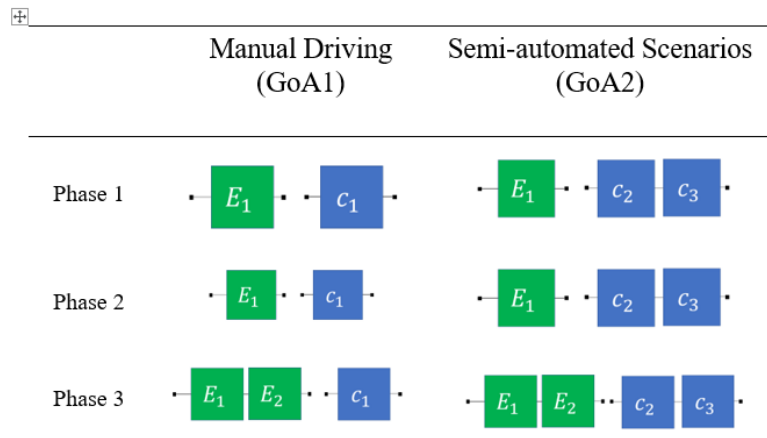 Manual Driving Semi-automated Scenarios
(GoA1) (GoA2)
Phase 1 E₁ c₁ E₁ c₂ c₃
Phase 2 E₁ c₁ E₁ c₂ c₃
Phase 3 E₁ E₂ c₁ E₁ E₂ c₂ c₃